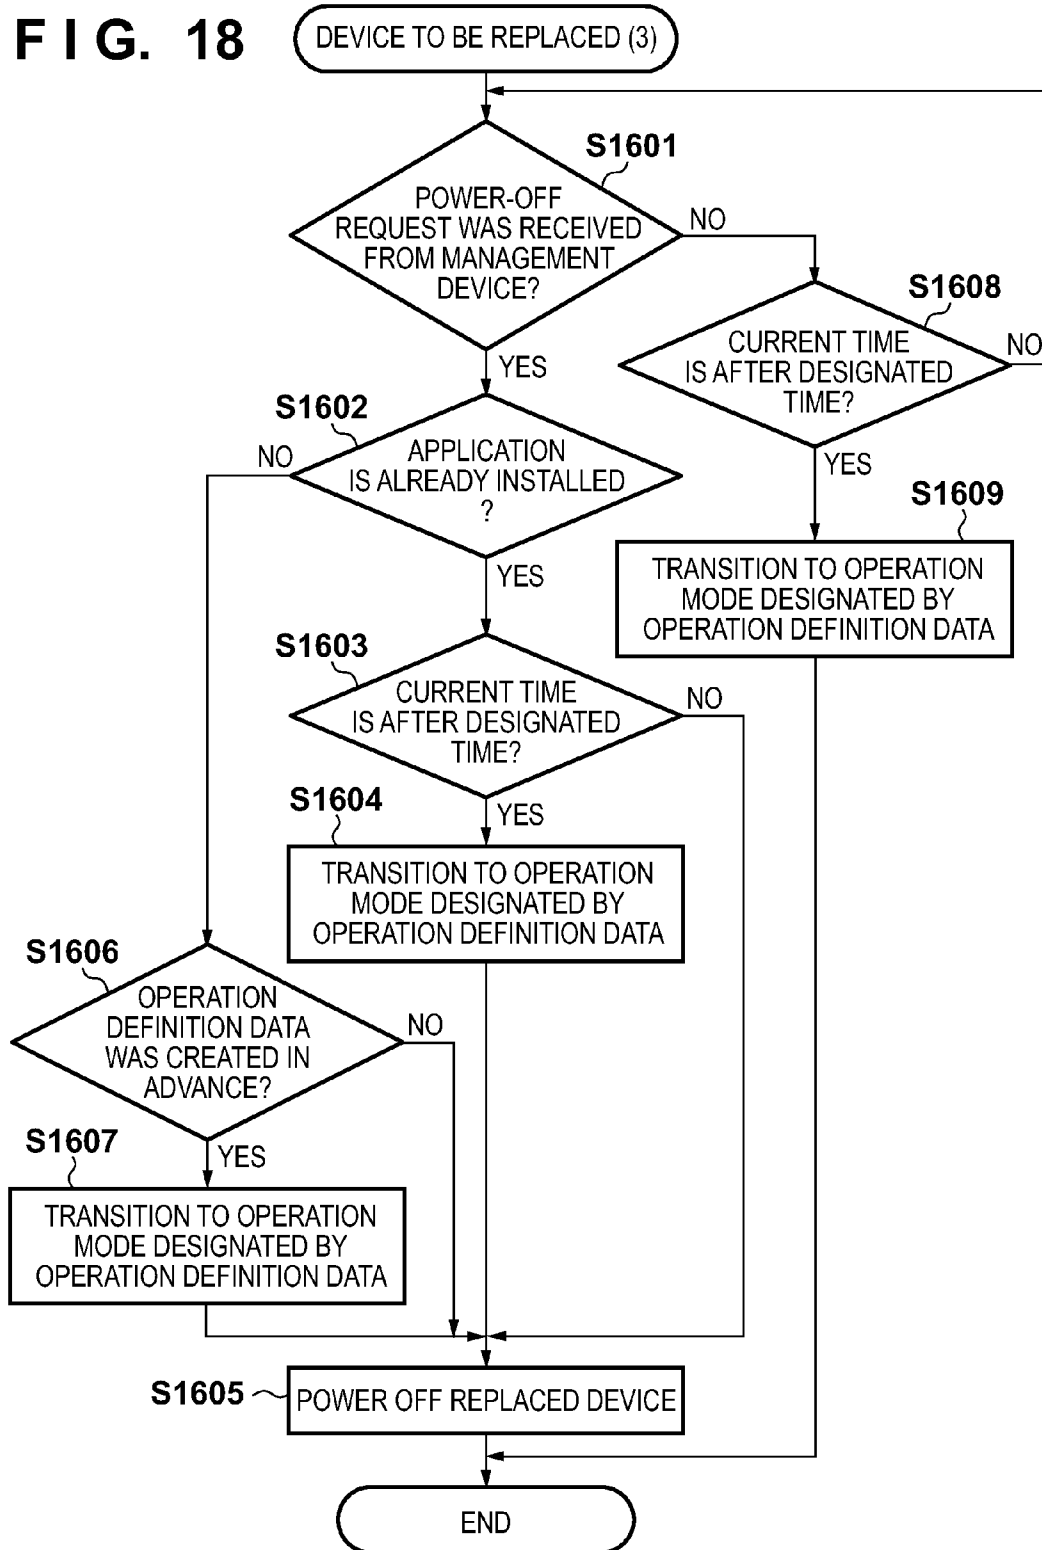 FIG. 18
DEVICE TO BE REPLACED (3)
S1601
POWER-OFF
REQUEST WAS RECEIVED
FROM MANAGEMENT
DEVICE?
NO
YES
S1608
CURRENT TIME
IS AFTER DESIGNATED
TIME?
NO
YES
S1602
APPLICATION
IS ALREADY INSTALLED
?
NO
YES
S1609
TRANSITION TO OPERATION
MODE DESIGNATED BY
OPERATION DEFINITION DATA
S1603
CURRENT TIME
IS AFTER DESIGNATED
TIME?
NO
YES
S1604
TRANSITION TO OPERATION
MODE DESIGNATED BY
OPERATION DEFINITION DATA
S1606
OPERATION
DEFINITION DATA
WAS CREATED IN
ADVANCE?
NO
YES
S1607
TRANSITION TO OPERATION
MODE DESIGNATED BY
OPERATION DEFINITION DATA
S1605
POWER OFF REPLACED DEVICE
END